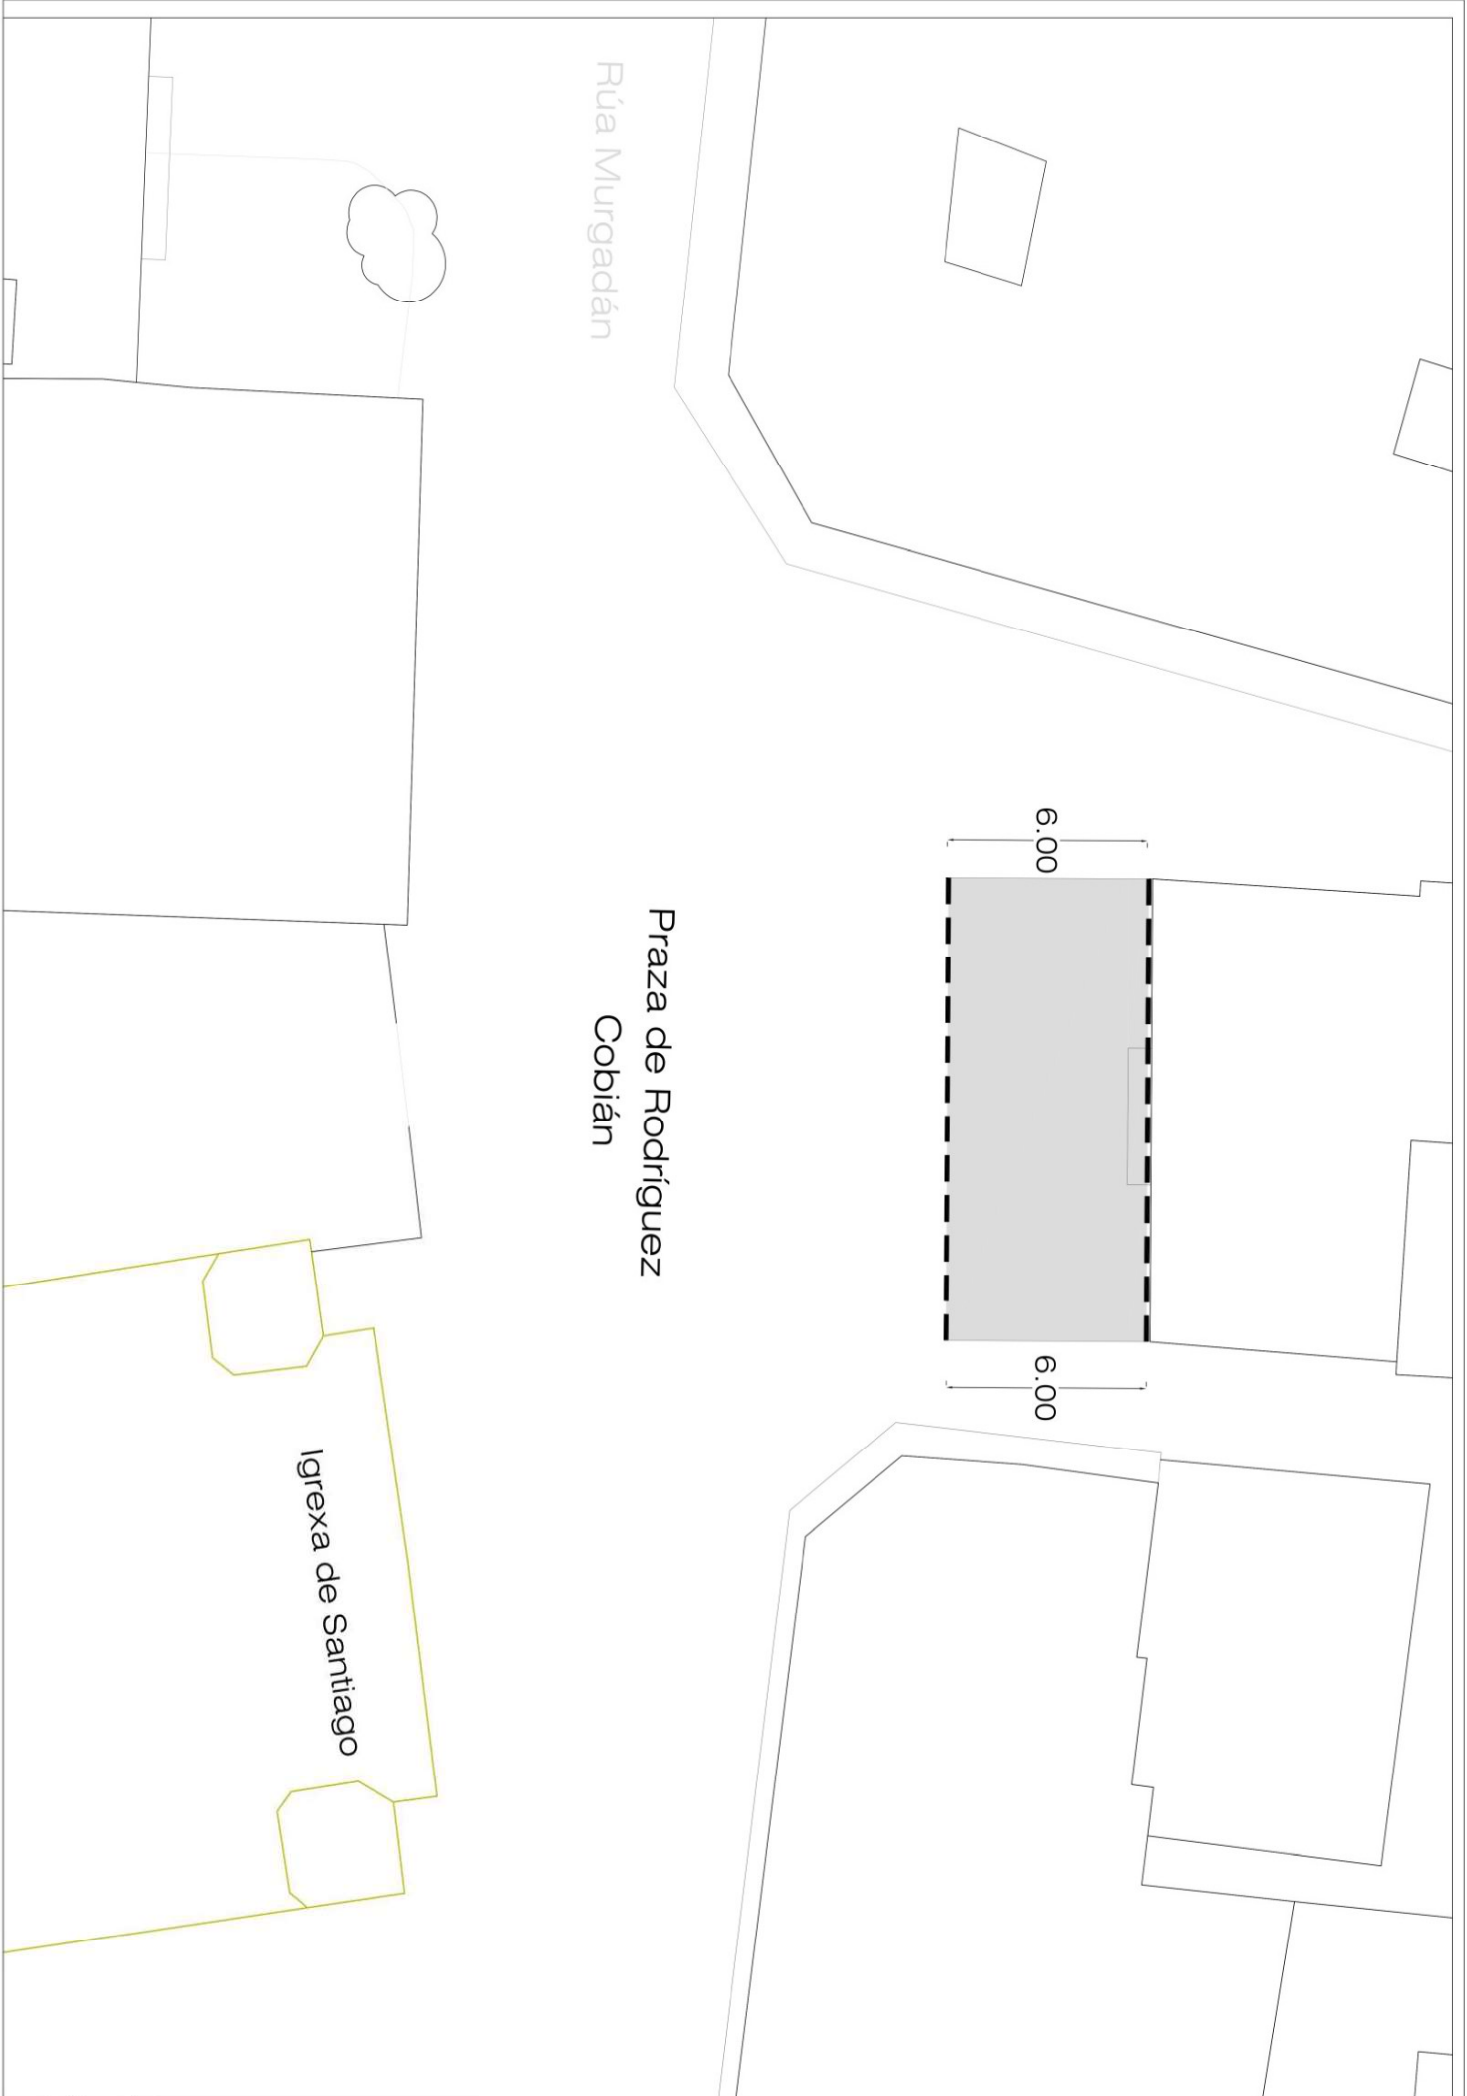 Rúa Murgadán
6.00
Praza de Rodríguez
Cobián
6.00
Igrexa de Santiago